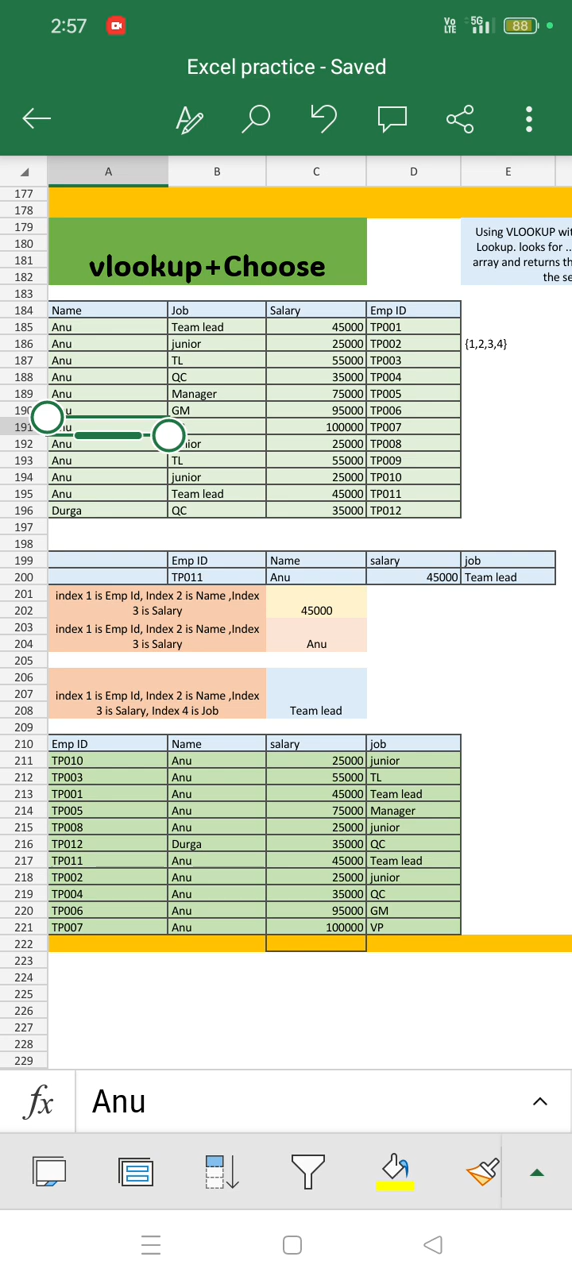 2:57 Vo LTE 5G 88
Excel practice - Saved
A B C D E
177
178
179 Using VLOOKUP wit
180 Lookup. looks for ..
181 vlookup+Choose array and returns th
182 the se
183
184 Name Job Salary Emp ID
185 Anu Team lead 45000 TP001
186 Anu junior 25000 TP002 {1,2,3,4}
187 Anu TL 55000 TP003
188 Anu QC 35000 TP004
189 Anu Manager 75000 TP005
190 GM 95000 TP006
191 100000 TP007
192 Anu 25000 TP008
193 Anu TL 55000 TP009
194 Anu junior 25000 TP010
195 Anu Team lead 45000 TP011
196 Durga QC 35000 TP012
197
198
199 Emp ID Name salary job
200 TP011 Anu 45000 Team lead
201 index 1 is Emp Id, Index 2 is Name ,Index
202 3 is Salary 45000
203 index 1 is Emp Id, Index 2 is Name ,Index
204 3 is Salary Anu
205
206
207 index 1 is Emp Id, Index 2 is Name ,Index
208 3 is Salary, Index 4 is Job Team lead
209
210 Emp ID Name salary job
211 TP010 Anu 25000 junior
212 TP003 Anu 55000 TL
213 TP001 Anu 45000 Team lead
214 TP005 Anu 75000 Manager
215 TP008 Anu 25000 junior
216 TP012 Durga 35000 QC
217 TP011 Anu 45000 Team lead
218 TP002 Anu 25000 junior
219 TP004 Anu 35000 QC
220 TP006 Anu 95000 GM
221 TP007 Anu 100000 VP
222
223
224
225
226
227
228
229
fx Anu